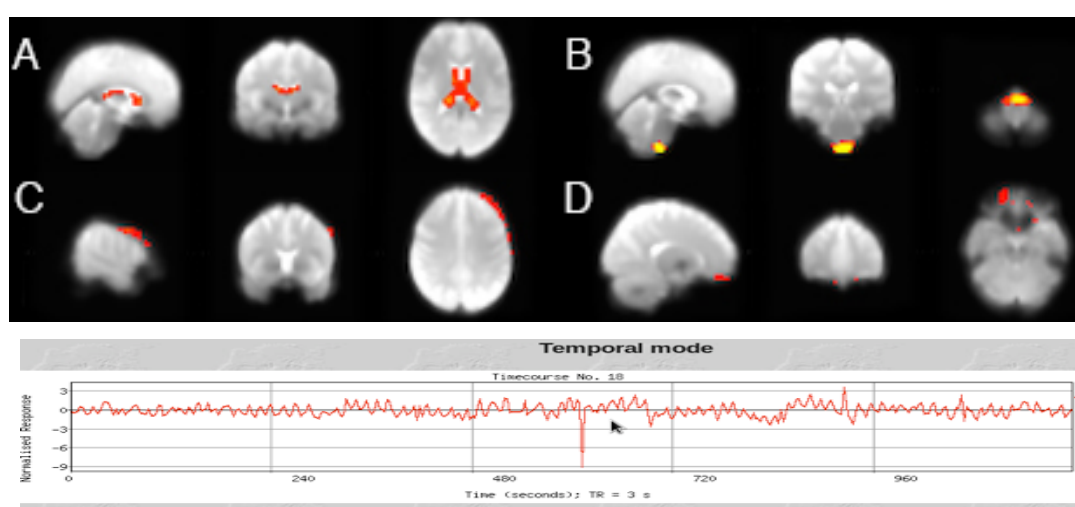 A B
C D
Temporal mode
Timecourse No. 18
Normalised Response
3
0
-3
-6
-9
0 240 480 720 960
Time (seconds); TR = 3 s